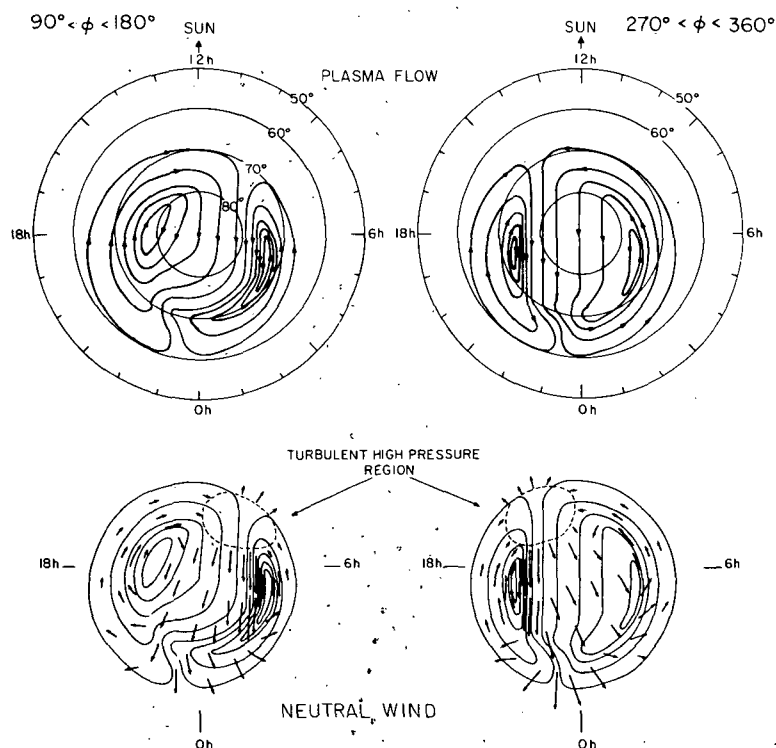 90° < ϕ < 180°
SUN
12h
PLASMA FLOW
SUN
12h
270° < ϕ < 360°
50°
60°
70°
80°
18h
6h
0h
50°
60°
18h
6h
0h
TURBULENT HIGH PRESSURE
REGION
18h
6h
0h
18h
6h
0h
NEUTRAL WIND